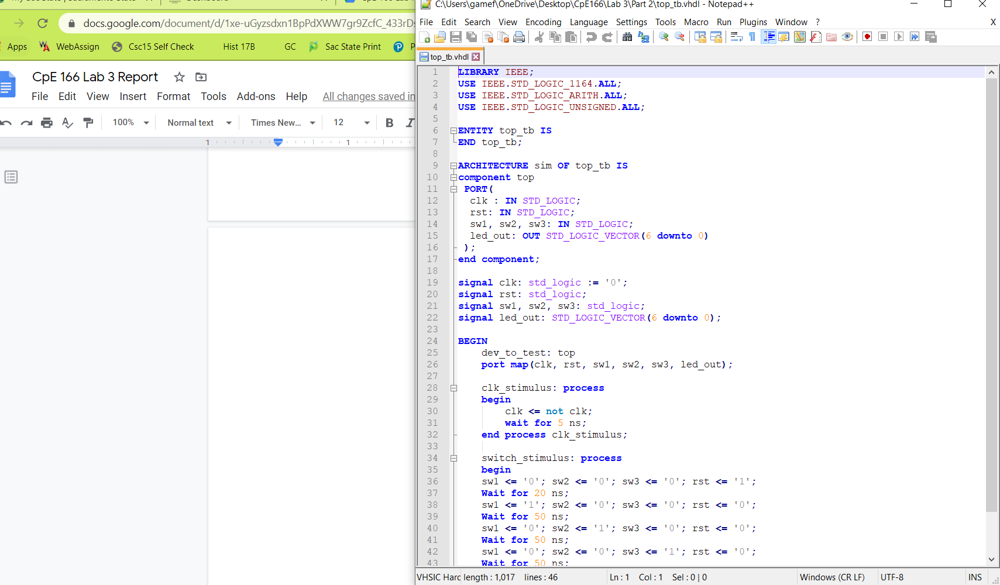 C:\Users\gamef\OneDrive\Desktop\CpE166\Lab 3\Part 2\top_tb.vhdl - Notepad++
docs.google.com/document/d/1xe-uGyzsdxn1BpPdXWW7gr9ZcfC_433rDs
Apps WebAssign Csc15 Self Check Hist 17B GC Sac State Print P
CpE 166 Lab 3 Report
File Edit View Insert Format Tools Add-ons Help All changes saved in
100% Normal text Times New... 12 B I
1 1
File Edit Search View Encoding Language Settings Tools Macro Run Plugins Window ? X
top_tb.vhdl
1 LIBRARY IEEE;
2 USE IEEE.STD_LOGIC_1164.ALL;
3 USE IEEE.STD_LOGIC_ARITH.ALL;
4 USE IEEE.STD_LOGIC_UNSIGNED.ALL;
5
6 ENTITY top_tb IS
7 END top_tb;
8
9 ARCHITECTURE sim OF top_tb IS
10 component top
11 PORT(
12 clk : IN STD_LOGIC;
13 rst: IN STD_LOGIC;
14 sw1, sw2, sw3: IN STD_LOGIC;
15 led_out: OUT STD_LOGIC_VECTOR(6 downto 0)
16 );
17 end component;
18
19 signal clk: std_logic := '0';
20 signal rst: std_logic;
21 signal sw1, sw2, sw3: std_logic;
22 signal led_out: STD_LOGIC_VECTOR(6 downto 0);
23
24 BEGIN
25 dev_to_test: top
26 port map(clk, rst, sw1, sw2, sw3, led_out);
27
28 clk_stimulus: process
29 begin
30 clk <= not clk;
31 wait for 5 ns;
32 end process clk_stimulus;
33
34 switch_stimulus: process
35 begin
36 sw1 <= '0'; sw2 <= '0'; sw3 <= '0'; rst <= '1';
37 Wait for 20 ns;
38 sw1 <= '1'; sw2 <= '0'; sw3 <= '0'; rst <= '0';
39 Wait for 50 ns;
40 sw1 <= '0'; sw2 <= '1'; sw3 <= '0'; rst <= '0';
41 Wait for 50 ns;
42 sw1 <= '0'; sw2 <= '0'; sw3 <= '1'; rst <= '0';
43 Wait for 50 ns;
VHSIC Hard length : 1,017 lines : 46 Ln : 1 Col : 1 Sel : 0 | 0 Windows (CR LF) UTF-8 INS